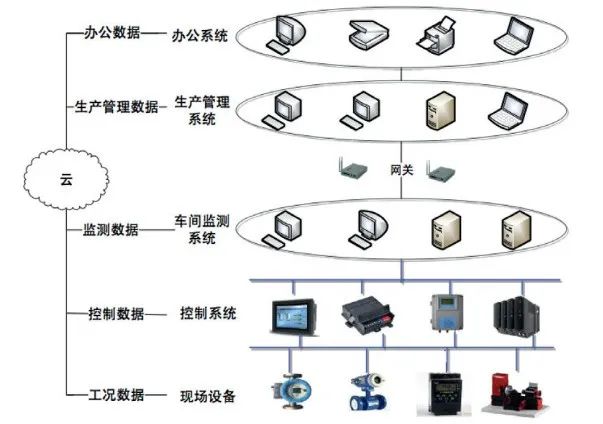 办公数据 办公系统
生产管理数据 生产管理
系统
网关
云
监测数据 车间监测
系统
控制数据 控制系统
工况数据 现场设备